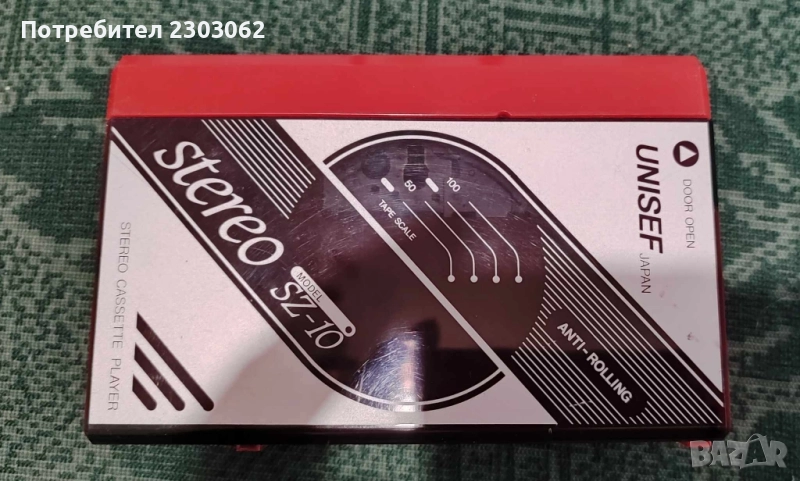 Потребител 2303062
DOOR OPEN
UNISEF JAPAN
stereo
MODEL
SZ-10
50 100
TAPE SCALE
ANTI-ROLLING
STEREO CASSETTE PLAYER
BAZAR